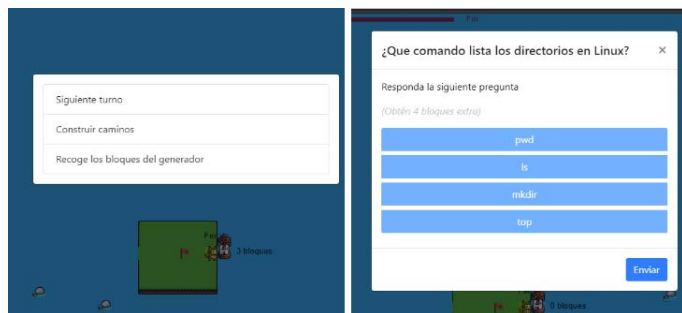 Siguiente turno
Construir caminos
Recoge los bloques del generador
3 bloques
¿Que comando lista los directorios en Linux?
×
Responda la siguiente pregunta
(Obtén 4 bloques extra)
pwd
ls
mkdir
top
Enviar
0 bloques